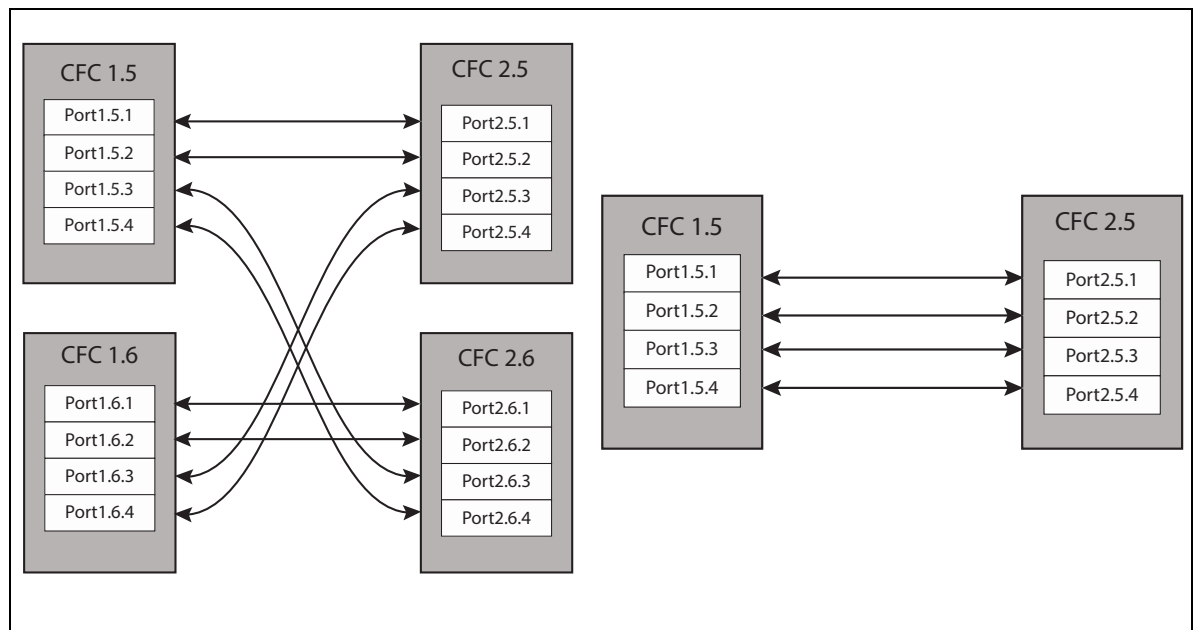 CFC 1.5
Port1.5.1
Port1.5.2
Port1.5.3
Port1.5.4
CFC 2.5
Port2.5.1
Port2.5.2
Port2.5.3
Port2.5.4
CFC 1.6
Port1.6.1
Port1.6.2
Port1.6.3
Port1.6.4
CFC 2.6
Port2.6.1
Port2.6.2
Port2.6.3
Port2.6.4
CFC 1.5
Port1.5.1
Port1.5.2
Port1.5.3
Port1.5.4
CFC 2.5
Port2.5.1
Port2.5.2
Port2.5.3
Port2.5.4